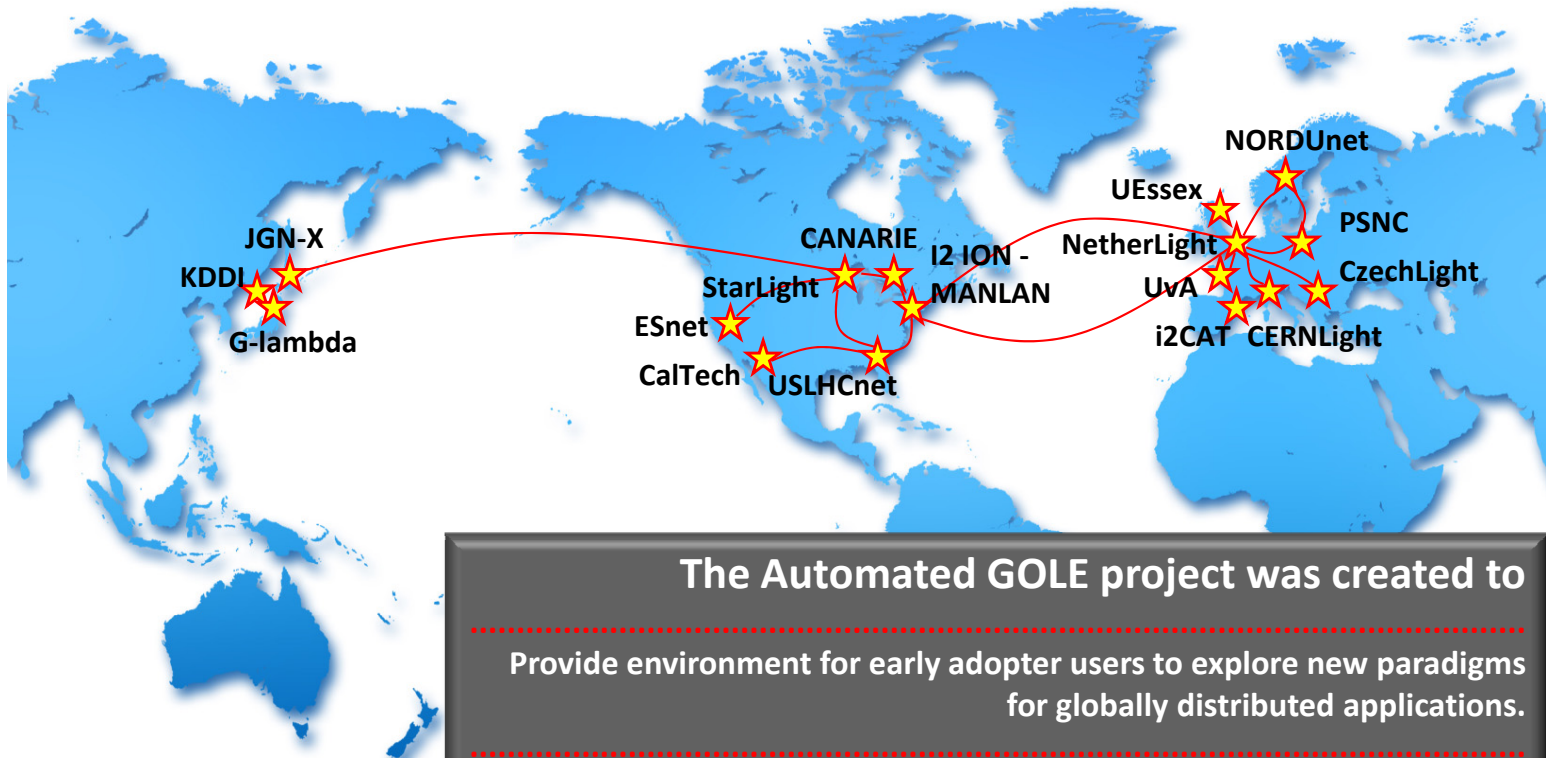 NORDUnet
UEssex
PSNC
JGN-X
CANARIE
I2 ION -
MANLAN
NetherLight
KDDI
StarLight
UvA
CzechLight
ESnet
G-lambda
i2CAT
CERNLight
CalTech
USLHCnet
The Automated GOLE project was created to
Provide environment for early adopter users to explore new paradigms
for globally distributed applications.